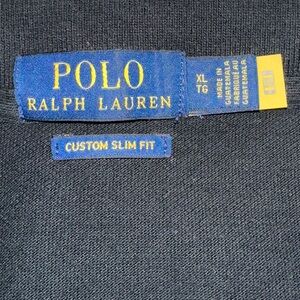 POLO
RALPH LAUREN
XL
TG
MADE IN
GUATEMALA
FABRIQUÉ AU
GUATEMALA
CUSTOM SLIM FIT